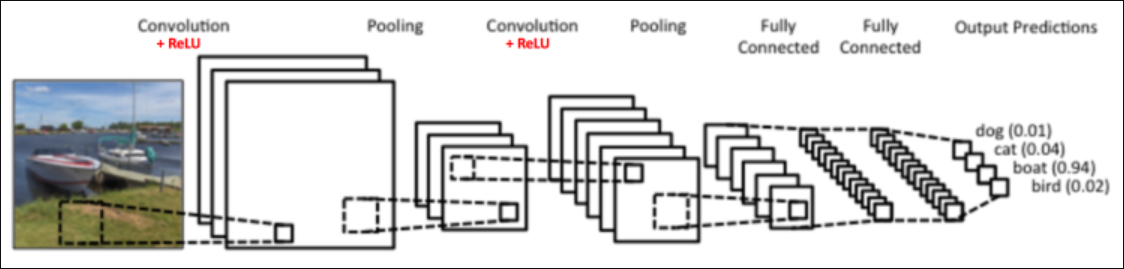 Convolution
+ ReLU
Pooling
Convolution
+ ReLU
Pooling
Fully
Connected
Fully
Connected
Output Predictions
dog (0.01)
cat (0.04)
boat (0.94)
bird (0.02)